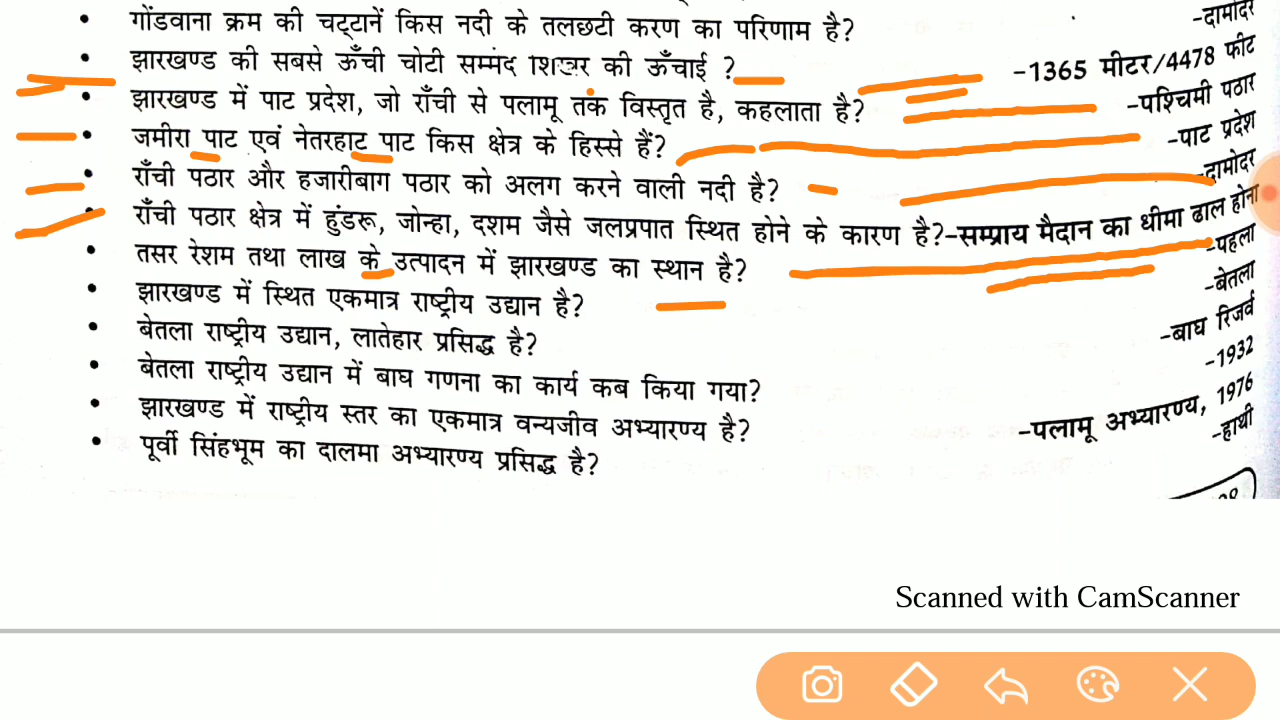 • गोंडवाना क्रम की चट्टानें किस नदी के तलछटी करण का परिणाम है? -दामोदर
• झारखण्ड की सबसे ऊँची चोटी सम्मेद शिखर की ऊँचाई ? -1365 मीटर/4478 फीट
• झारखण्ड में पाट प्रदेश, जो राँची से पलामू तक विस्तृत है, कहलाता है? -पश्चिमी पठार
• जमीरा पाट एवं नेतरहाट पाट किस क्षेत्र के हिस्से हैं? -पाट प्रदेश
• राँची पठार और हजारीबाग पठार को अलग करने वाली नदी है? -दामोदर
• राँची पठार क्षेत्र में हुंडरू, जोन्हा, दशम जैसे जलप्रपात स्थित होने के कारण है?-सम्प्राय मैदान का धीमा ढाल होना
• तसर रेशम तथा लाख के उत्पादन में झारखण्ड का स्थान है? -पहला
• झारखण्ड में स्थित एकमात्र राष्ट्रीय उद्यान है? -बेतला
• बेतला राष्ट्रीय उद्यान, लातेहार प्रसिद्ध है? -बाघ रिजर्व
• बेतला राष्ट्रीय उद्यान में बाघ गणना का कार्य कब किया गया? -1932
• झारखण्ड में राष्ट्रीय स्तर का एकमात्र वन्यजीव अभ्यारण्य है? -पलामू अभ्यारण्य, 1976
• पूर्वी सिंहभूम का दालमा अभ्यारण्य प्रसिद्ध है? -हाथी
Scanned with CamScanner